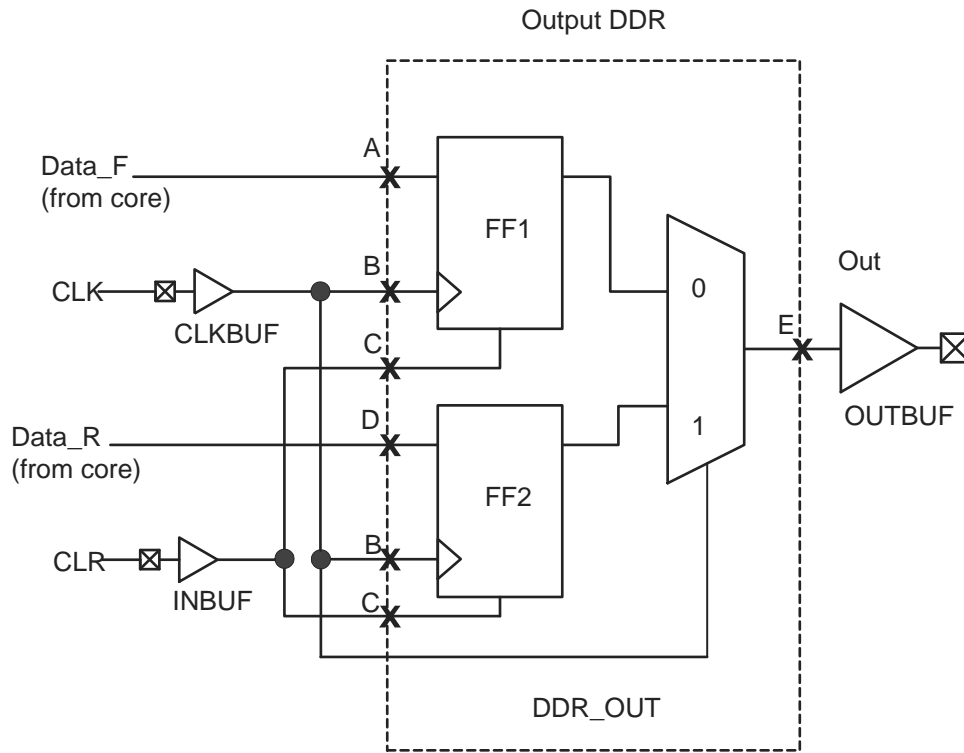 Output DDR
A
Data_F
(from core)
FF1
B
CLK
CLKBUF
0
Out
C
E
OUTBUF
D
Data_R
(from core)
1
FF2
B
CLR
INBUF
C
DDR_OUT